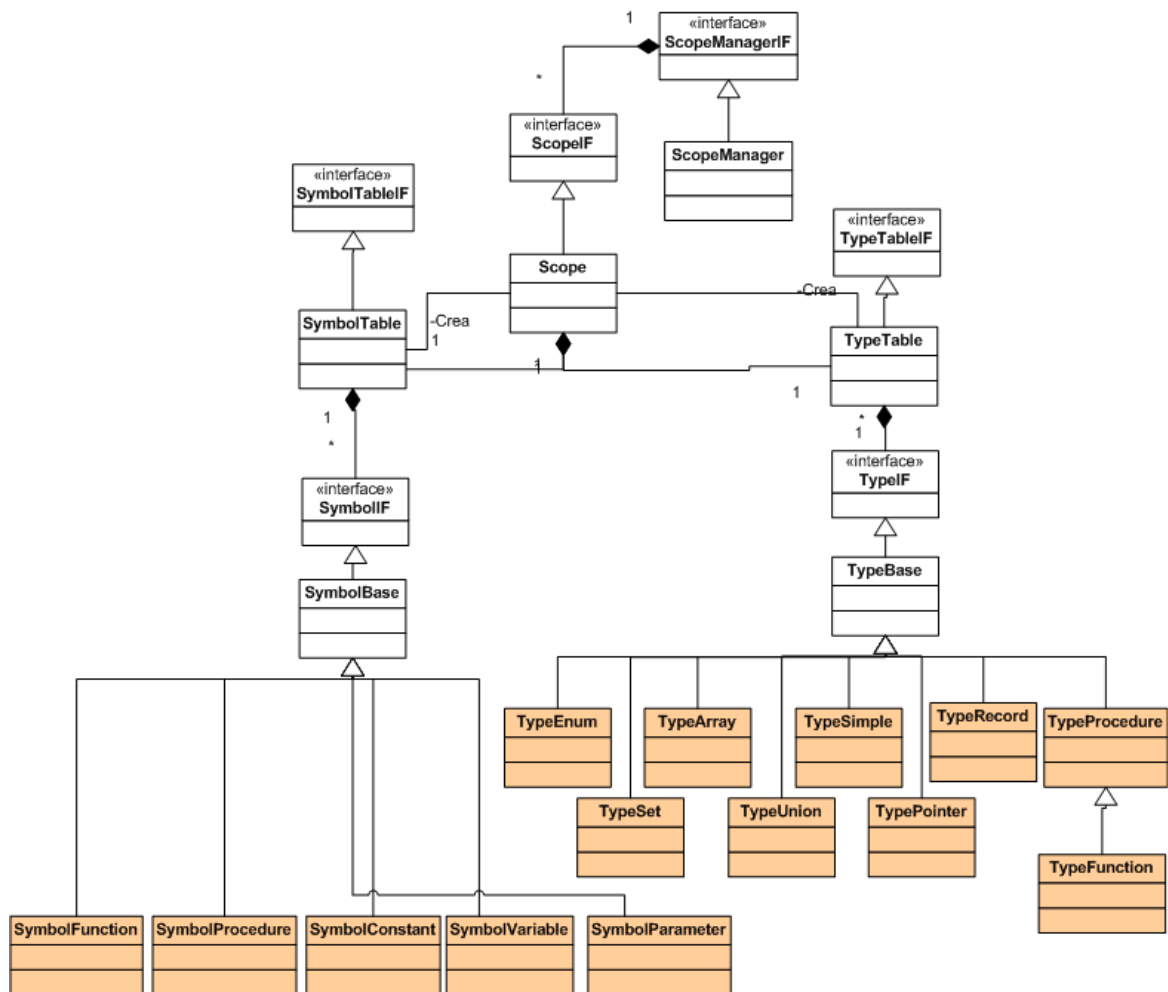 1
«interface»
ScopeManagerIF
*
«interface»
ScopeIF
ScopeManager
«interface»
SymbolTableIF
«interface»
TypeTableIF
Scope
-Crea
-Crea
SymbolTable
1
TypeTable
1
1
1
1
*
*
1
«interface»
TypeIF
«interface»
SymbolIF
TypeBase
SymbolBase
TypeEnum
TypeArray
TypeSimple
TypeRecord
TypeProcedure
TypeSet
TypeUnion
TypePointer
TypeFunction
SymbolFunction
SymbolProcedure
SymbolConstant
SymbolVariable
SymbolParameter